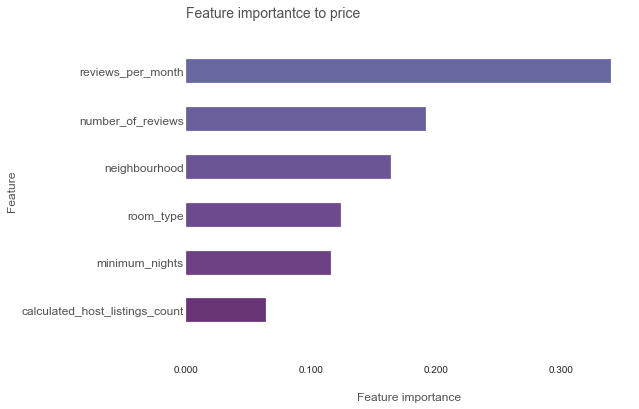 Feature importantce to price
reviews_per_month
number_of_reviews
neighbourhood
room_type
minimum_nights
calculated_host_listings_count
Feature
0.000 0.100 0.200 0.300
Feature importance